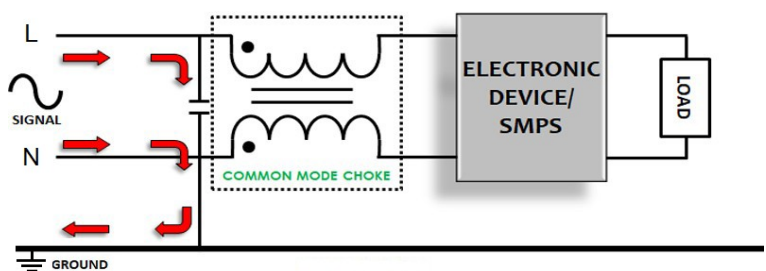 L
SIGNAL
N
COMMON MODE CHOKE
ELECTRONIC
DEVICE/
SMPS
LOAD
GROUND